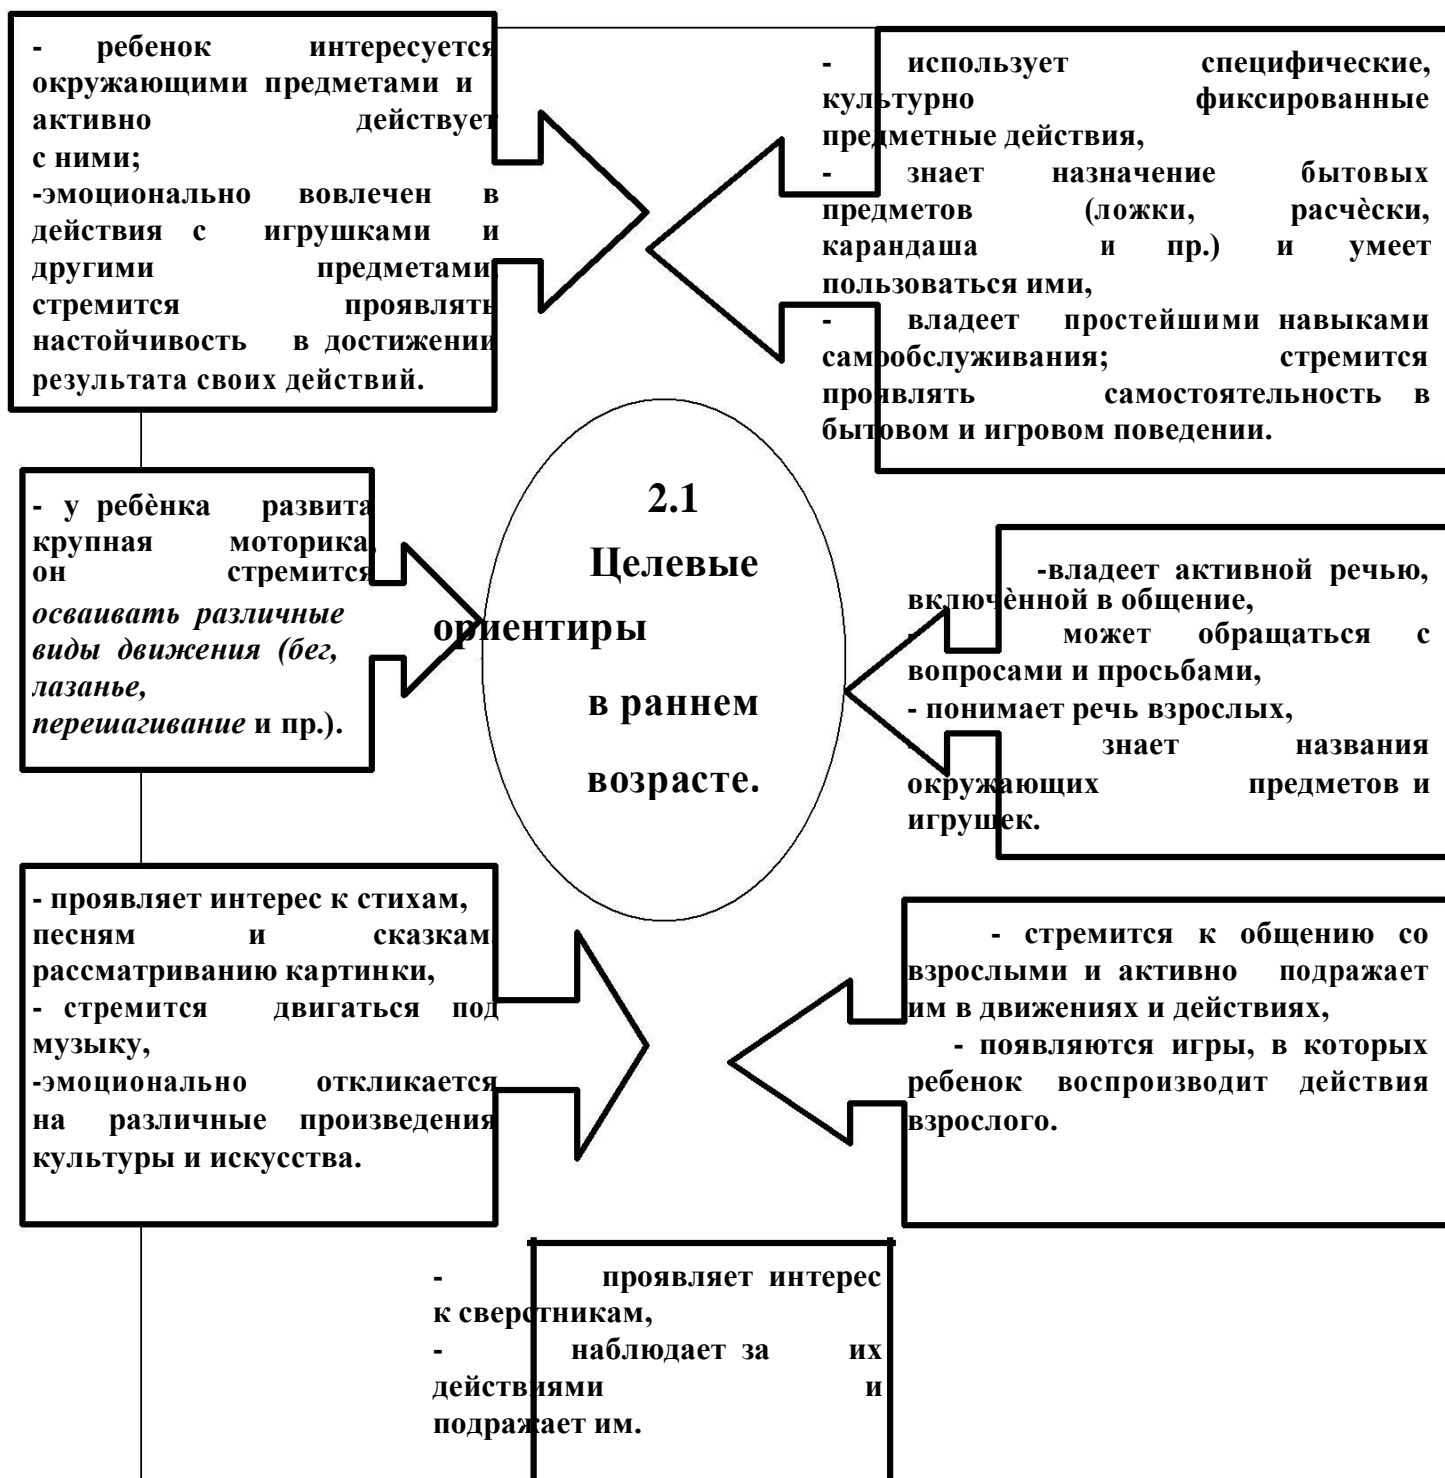 - ребенок интересуется
окружающими предметами и
активно действует
с ними;
-эмоционально вовлечен в
действия с игрушками и
другими предметами,
стремится проявлять
настойчивость в достижении
результата своих действий.
- использует специфические,
культурно фиксированные
предметные действия,
- знает назначение бытовых
предметов (ложки, расчѐски,
карандаша и пр.) и умеет
пользоваться ими,
- владеет простейшими навыками
самообслуживания; стремится
проявлять самостоятельность в
бытовом и игровом поведении.
- у ребѐнка развита
крупная моторика,
он стремится
осваивать различные
виды движения (бег,
лазанье,
перешагивание и пр.).
2.1
Целевые
ориентиры
в раннем
возрасте.
-владеет активной речью,
включѐнной в общение,
- может обращаться с
вопросами и просьбами,
- понимает речь взрослых,
знает названия
окружающих предметов и
игрушек.
- проявляет интерес к стихам,
песням и сказкам,
рассматриванию картинки,
- стремится двигаться под
музыку,
-эмоционально откликается
на различные произведения
культуры и искусства.
- стремится к общению со
взрослыми и активно подражает
им в движениях и действиях,
- появляются игры, в которых
ребенок воспроизводит действия
взрослого.
- проявляет интерес
к сверстникам,
- наблюдает за их
действиями и
подражает им.